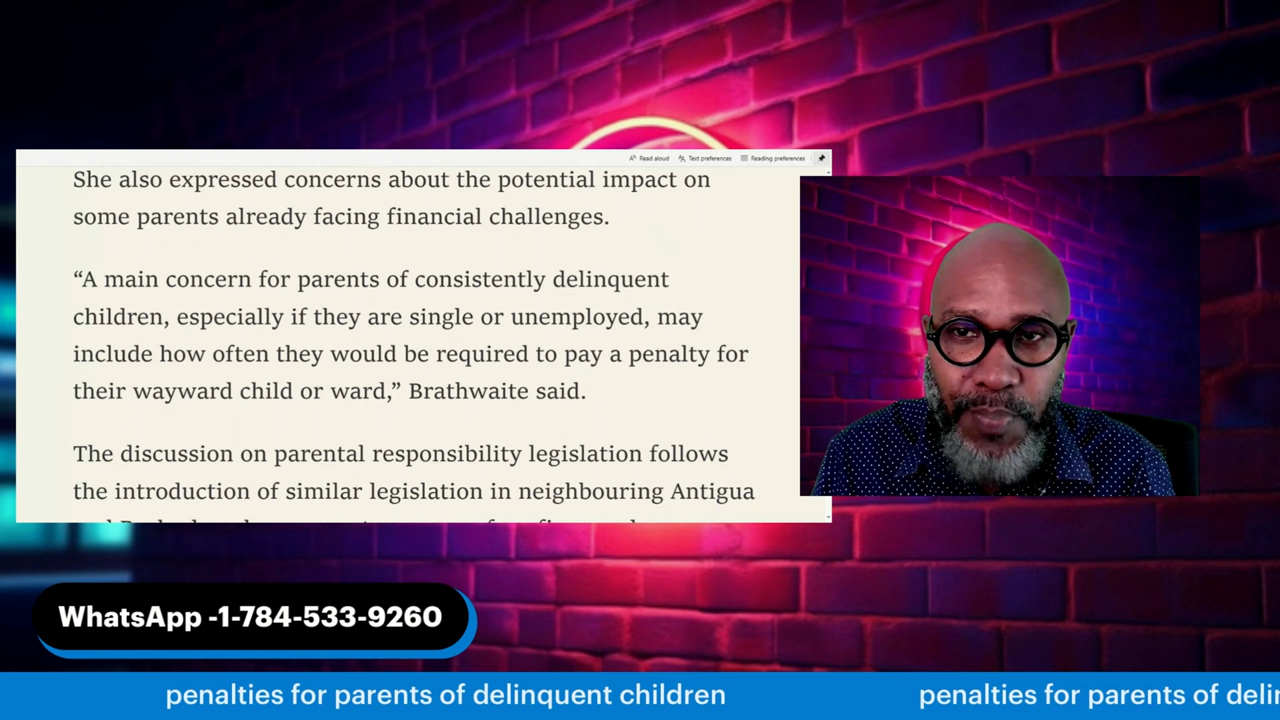 Read aloud Text preferences Reading preferences
She also expressed concerns about the potential impact on
some parents already facing financial challenges.
“A main concern for parents of consistently delinquent
children, especially if they are single or unemployed, may
include how often they would be required to pay a penalty for
their wayward child or ward,” Brathwaite said.
The discussion on parental responsibility legislation follows
the introduction of similar legislation in neighbouring Antigua
WhatsApp -1-784-533-9260
penalties for parents of delinquent children penalties for parents of